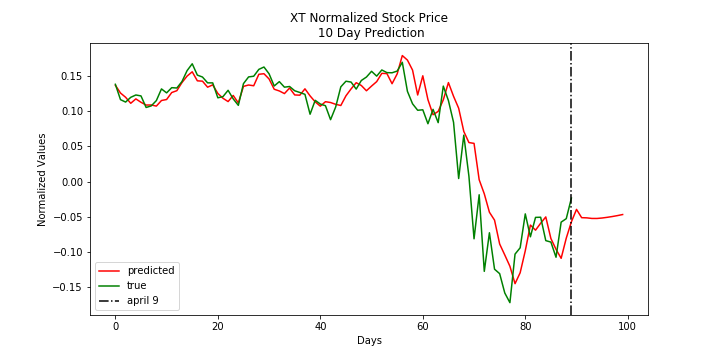 XT Normalized Stock Price
10 Day Prediction
Normalized Values
0.15
0.10
0.05
0.00
−0.05
−0.10
−0.15
predicted
true
april 9
0 20 40 60 80 100
Days